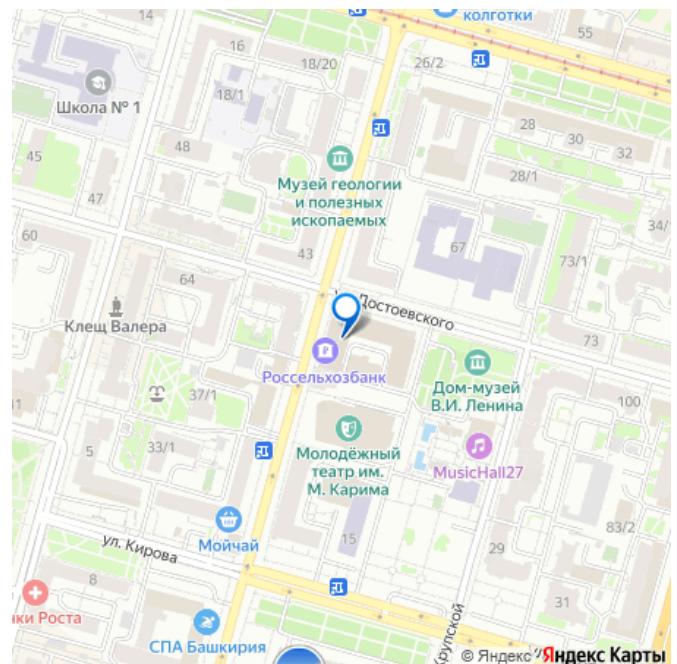 колготки
55
16
18/20
26/2
Школа № 1
18/1
28
30
32
48
45
Музей геологии
и полезных
ископаемых
28/1
47
34/
60
43
67
73/1
64
Достоевского
Клещ Валера
73
Россельхозбанк
Дом-музей
В.И. Ленина
37/1
100
41
33/1
5
Молодёжный
театр им.
М. Карима
MusicHall27
Мойчай
83/2
ул. Кирова
15
29
8
31
нки Роста
СПА Башкирия
Крупской
© Яндекс
Яндекс Карты